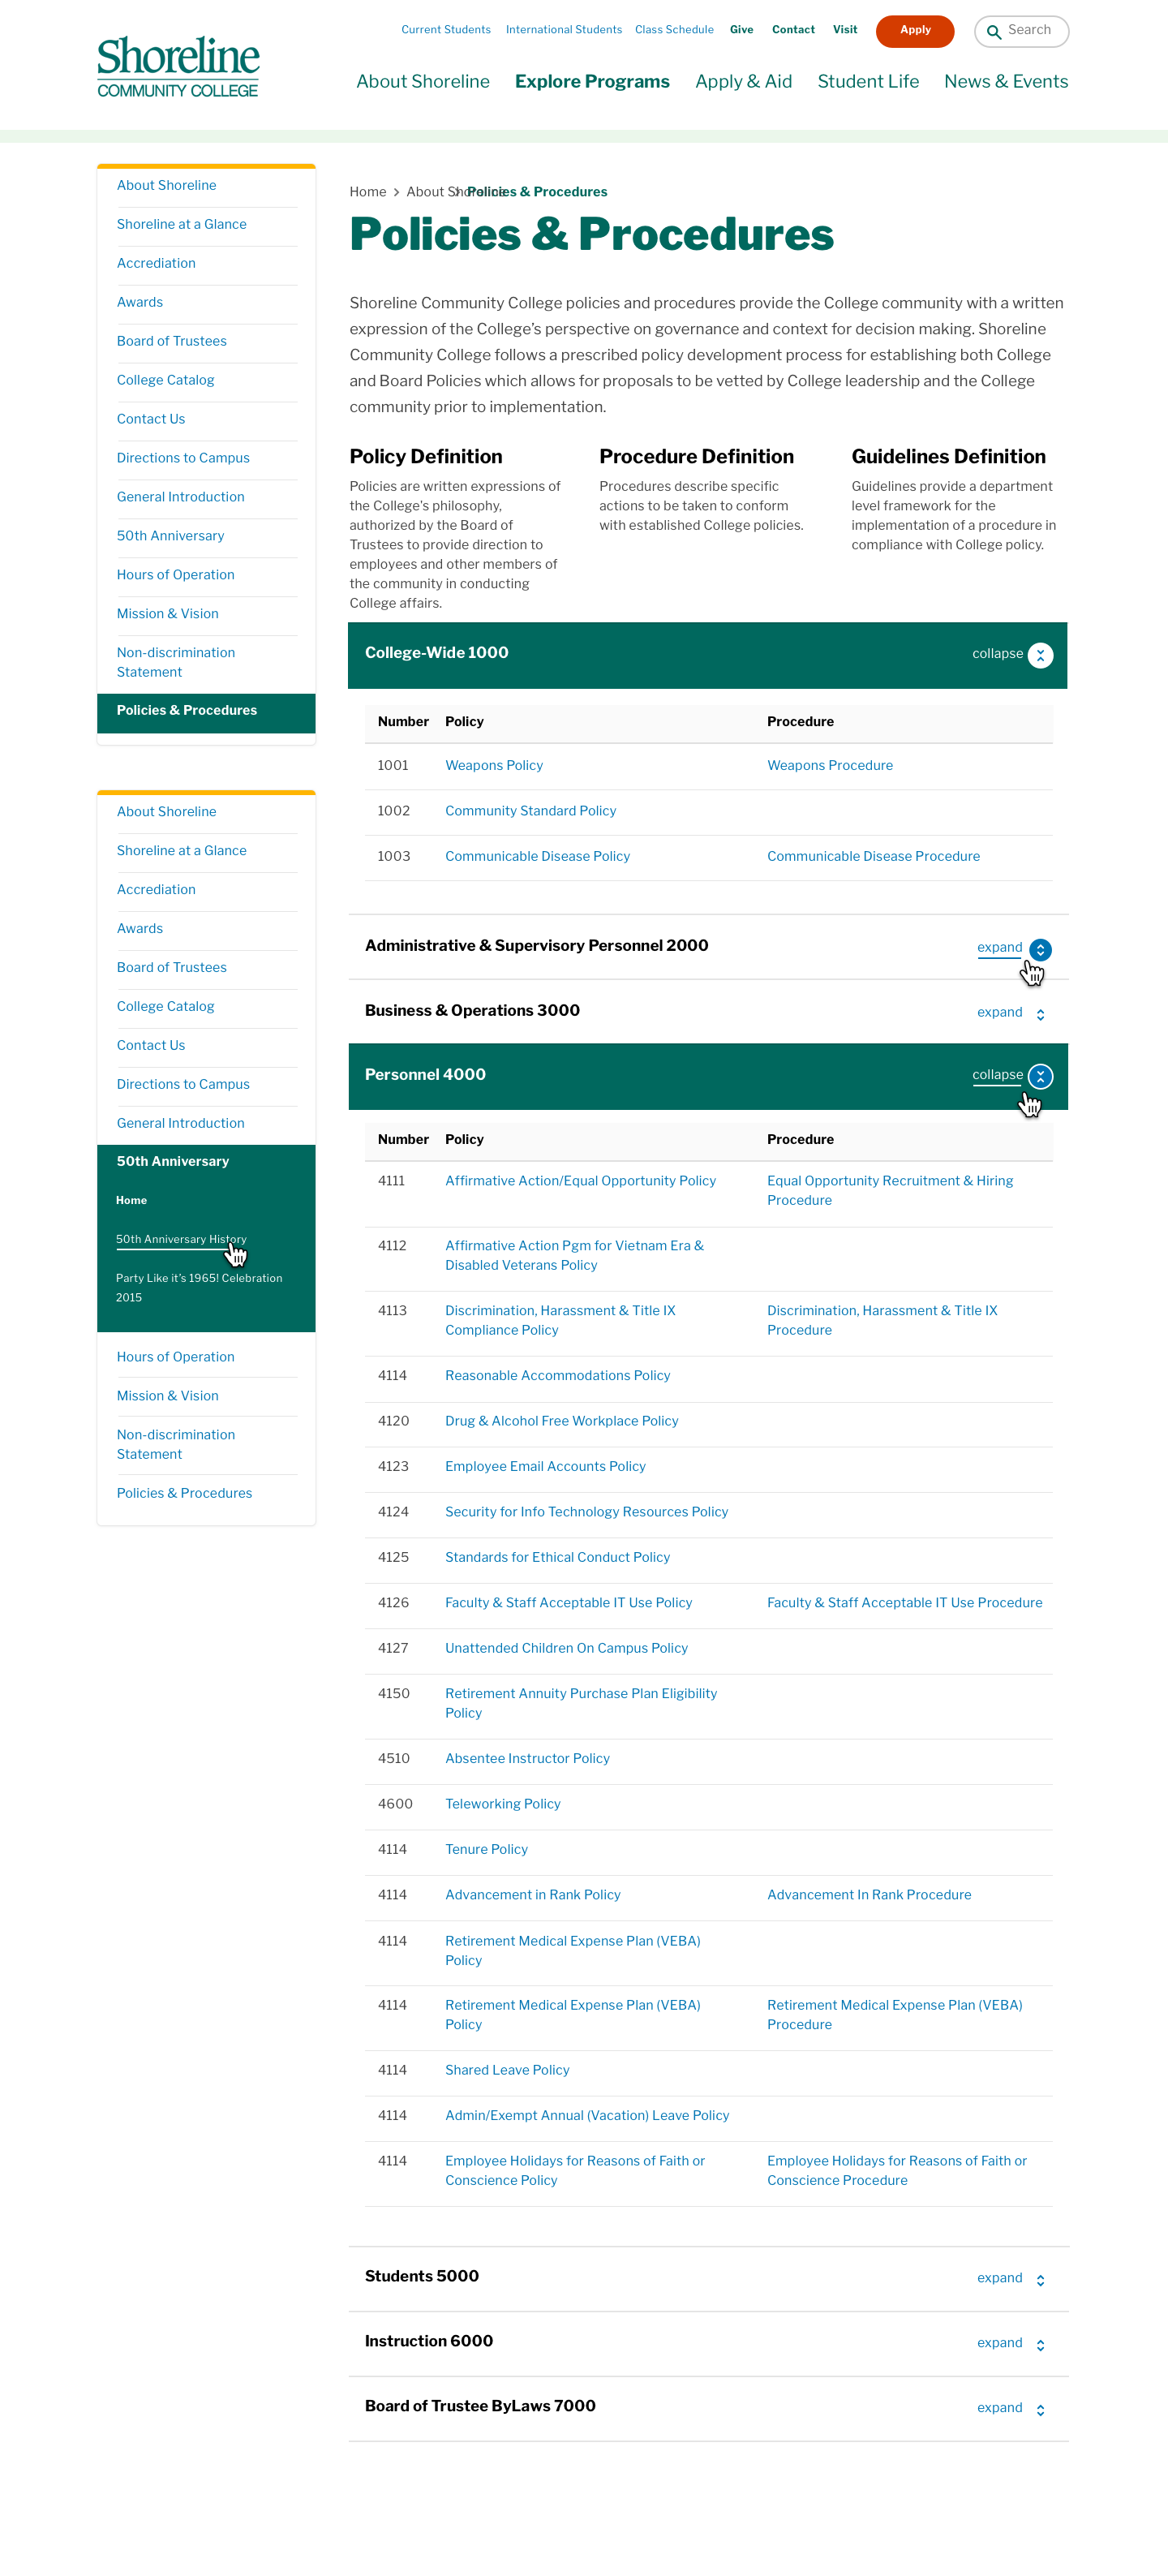 Current Students International Students Class Schedule Give Contact Visit Apply Search
Shoreline
COMMUNITY COLLEGE
About Shoreline Explore Programs Apply & Aid Student Life News & Events
About Shoreline
Shoreline at a Glance
Accrediation
Awards
Board of Trustees
College Catalog
Contact Us
Directions to Campus
General Introduction
50th Anniversary
Hours of Operation
Mission & Vision
Non-discrimination
Statement
Policies & Procedures
About Shoreline
Shoreline at a Glance
Accrediation
Awards
Board of Trustees
College Catalog
Contact Us
Directions to Campus
General Introduction
50th Anniversary
Home
50th Anniversary History
Party Like it’s 1965! Celebration
2015
Hours of Operation
Mission & Vision
Non-discrimination
Statement
Policies & Procedures
Home > About Shoreline > Policies & Procedures
Policies & Procedures
Shoreline Community College policies and procedures provide the College community with a written
expression of the College’s perspective on governance and context for decision making. Shoreline
Community College follows a prescribed policy development process for establishing both College
and Board Policies which allows for proposals to be vetted by College leadership and the College
community prior to implementation.
Policy Definition
Policies are written expressions of
the College's philosophy,
authorized by the Board of
Trustees to provide direction to
employees and other members of
the community in conducting
College affairs.
Procedure Definition
Procedures describe specific
actions to be taken to conform
with established College policies.
Guidelines Definition
Guidelines provide a department
level framework for the
implementation of a procedure in
compliance with College policy.
College-Wide 1000 collapse
Number Policy Procedure
1001 Weapons Policy Weapons Procedure
1002 Community Standard Policy
1003 Communicable Disease Policy Communicable Disease Procedure
Administrative & Supervisory Personnel 2000 expand
Business & Operations 3000 expand
Personnel 4000 collapse
Number Policy Procedure
4111 Affirmative Action/Equal Opportunity Policy Equal Opportunity Recruitment & Hiring
Procedure
4112 Affirmative Action Pgm for Vietnam Era &
Disabled Veterans Policy
4113 Discrimination, Harassment & Title IX Discrimination, Harassment & Title IX
Compliance Policy Procedure
4114 Reasonable Accommodations Policy
4120 Drug & Alcohol Free Workplace Policy
4123 Employee Email Accounts Policy
4124 Security for Info Technology Resources Policy
4125 Standards for Ethical Conduct Policy
4126 Faculty & Staff Acceptable IT Use Policy Faculty & Staff Acceptable IT Use Procedure
4127 Unattended Children On Campus Policy
4150 Retirement Annuity Purchase Plan Eligibility
Policy
4510 Absentee Instructor Policy
4600 Teleworking Policy
4114 Tenure Policy
4114 Advancement in Rank Policy Advancement In Rank Procedure
4114 Retirement Medical Expense Plan (VEBA)
Policy
4114 Retirement Medical Expense Plan (VEBA) Retirement Medical Expense Plan (VEBA)
Policy Procedure
4114 Shared Leave Policy
4114 Admin/Exempt Annual (Vacation) Leave Policy
4114 Employee Holidays for Reasons of Faith or Employee Holidays for Reasons of Faith or
Conscience Policy Conscience Procedure
Students 5000 expand
Instruction 6000 expand
Board of Trustee ByLaws 7000 expand